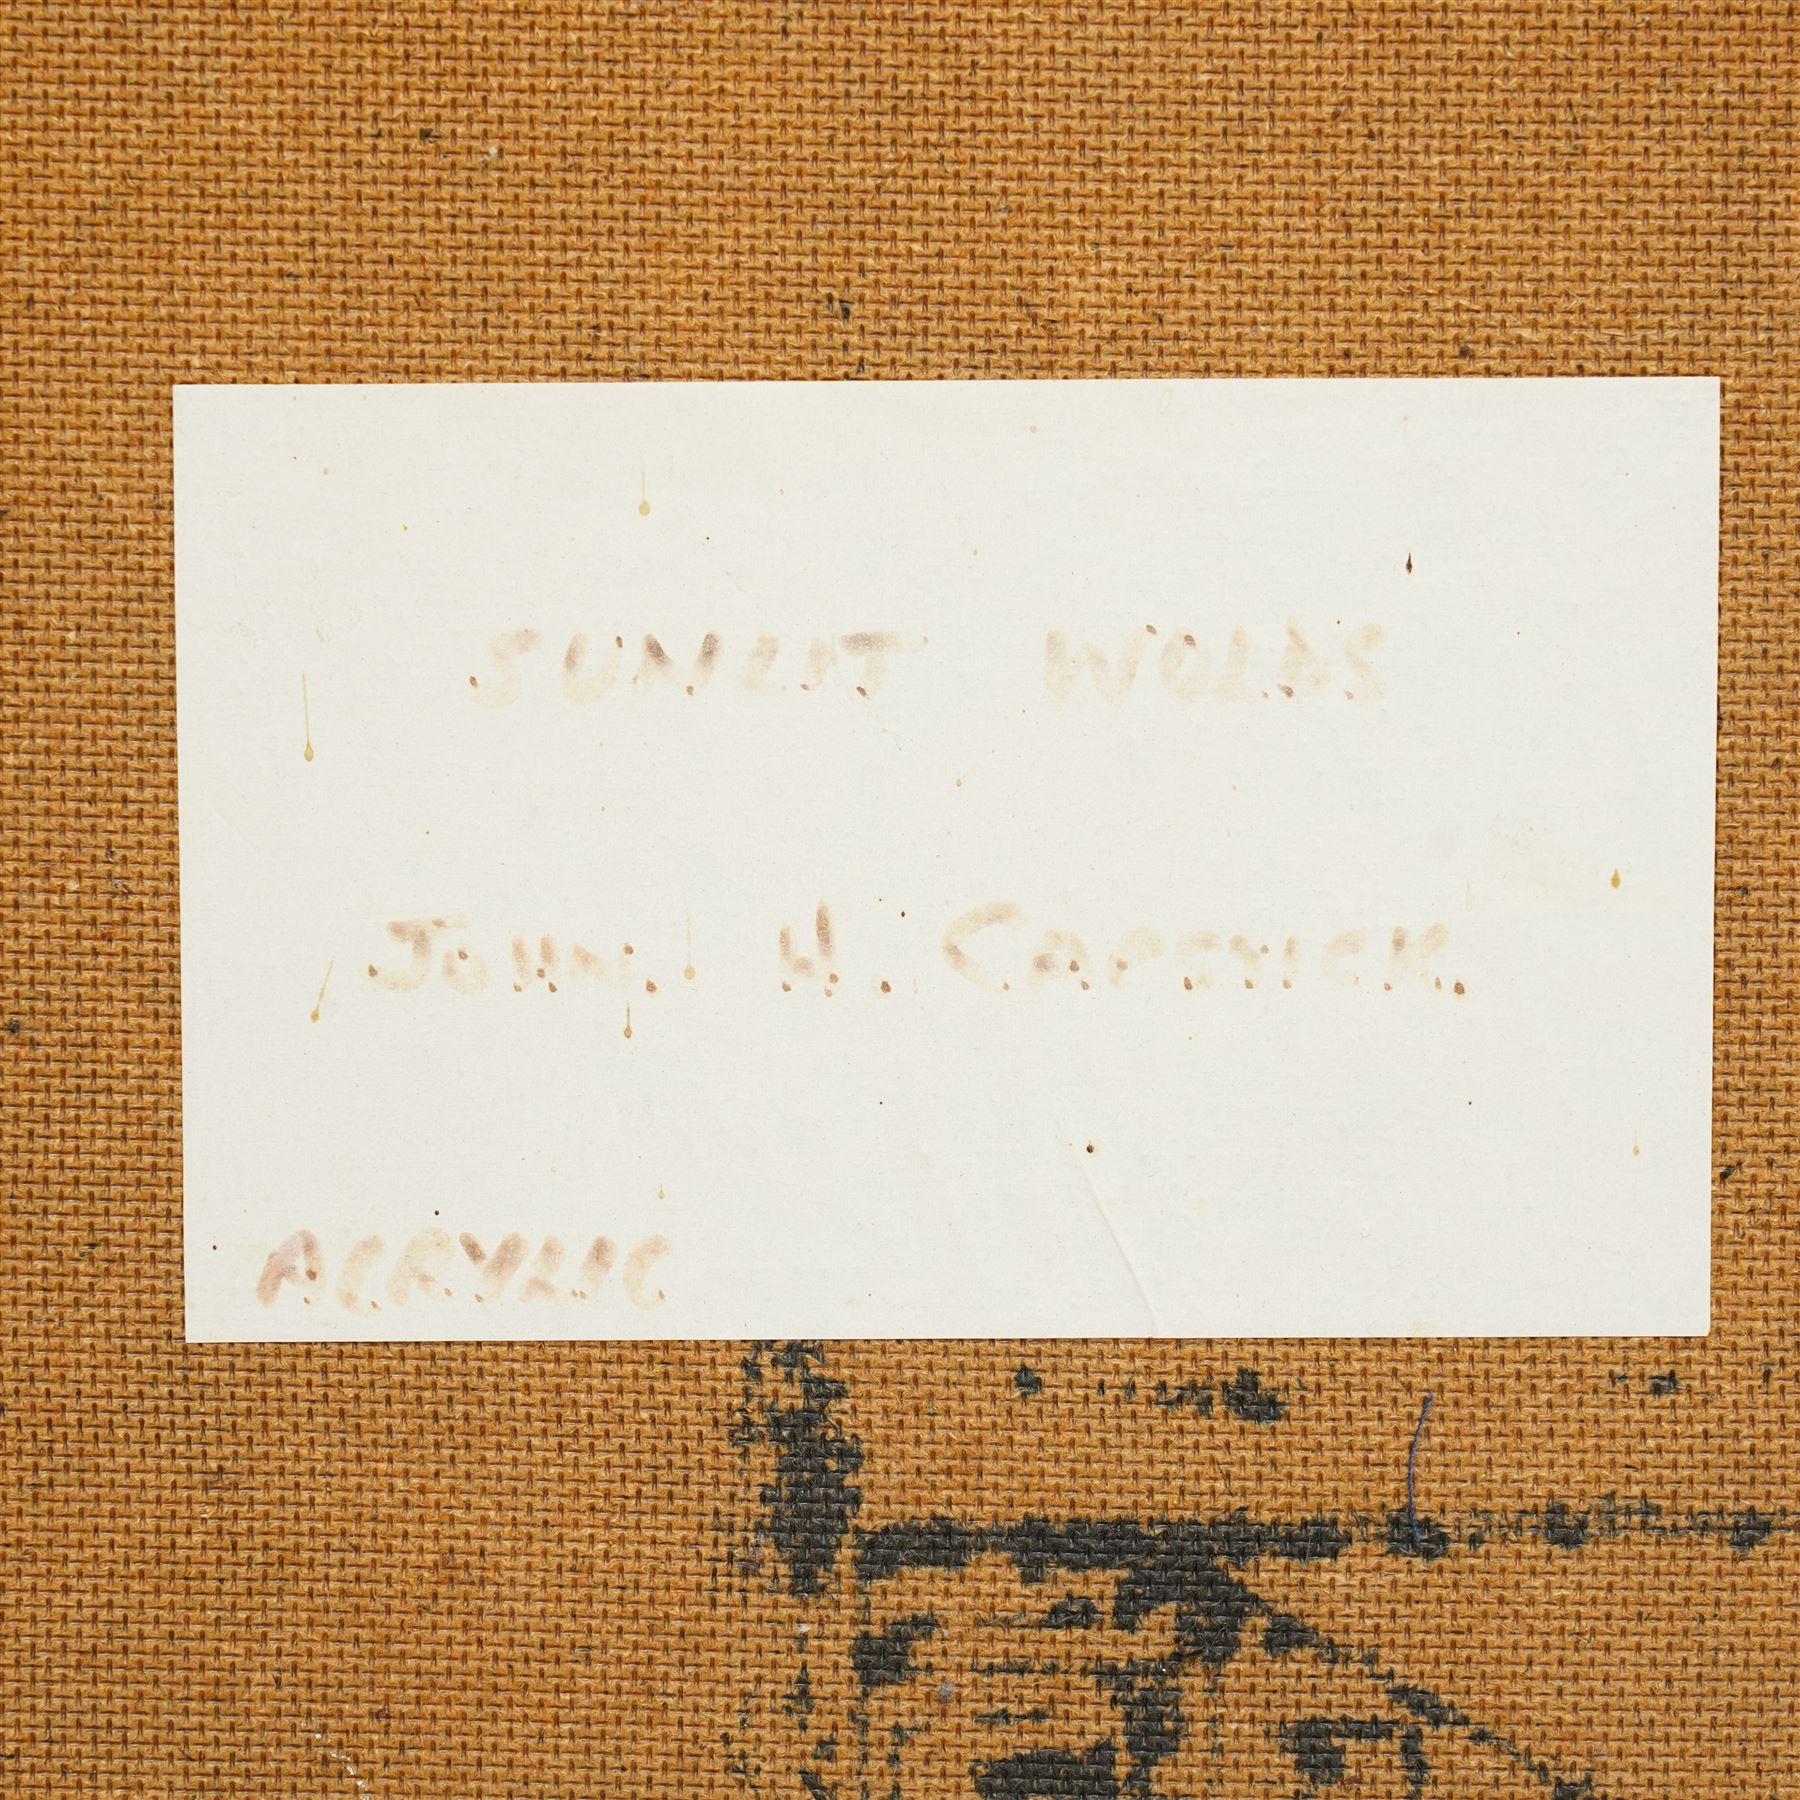 SUNLIT WOLDS
JOHN. H. CAPSTICK.
ACRYLIC